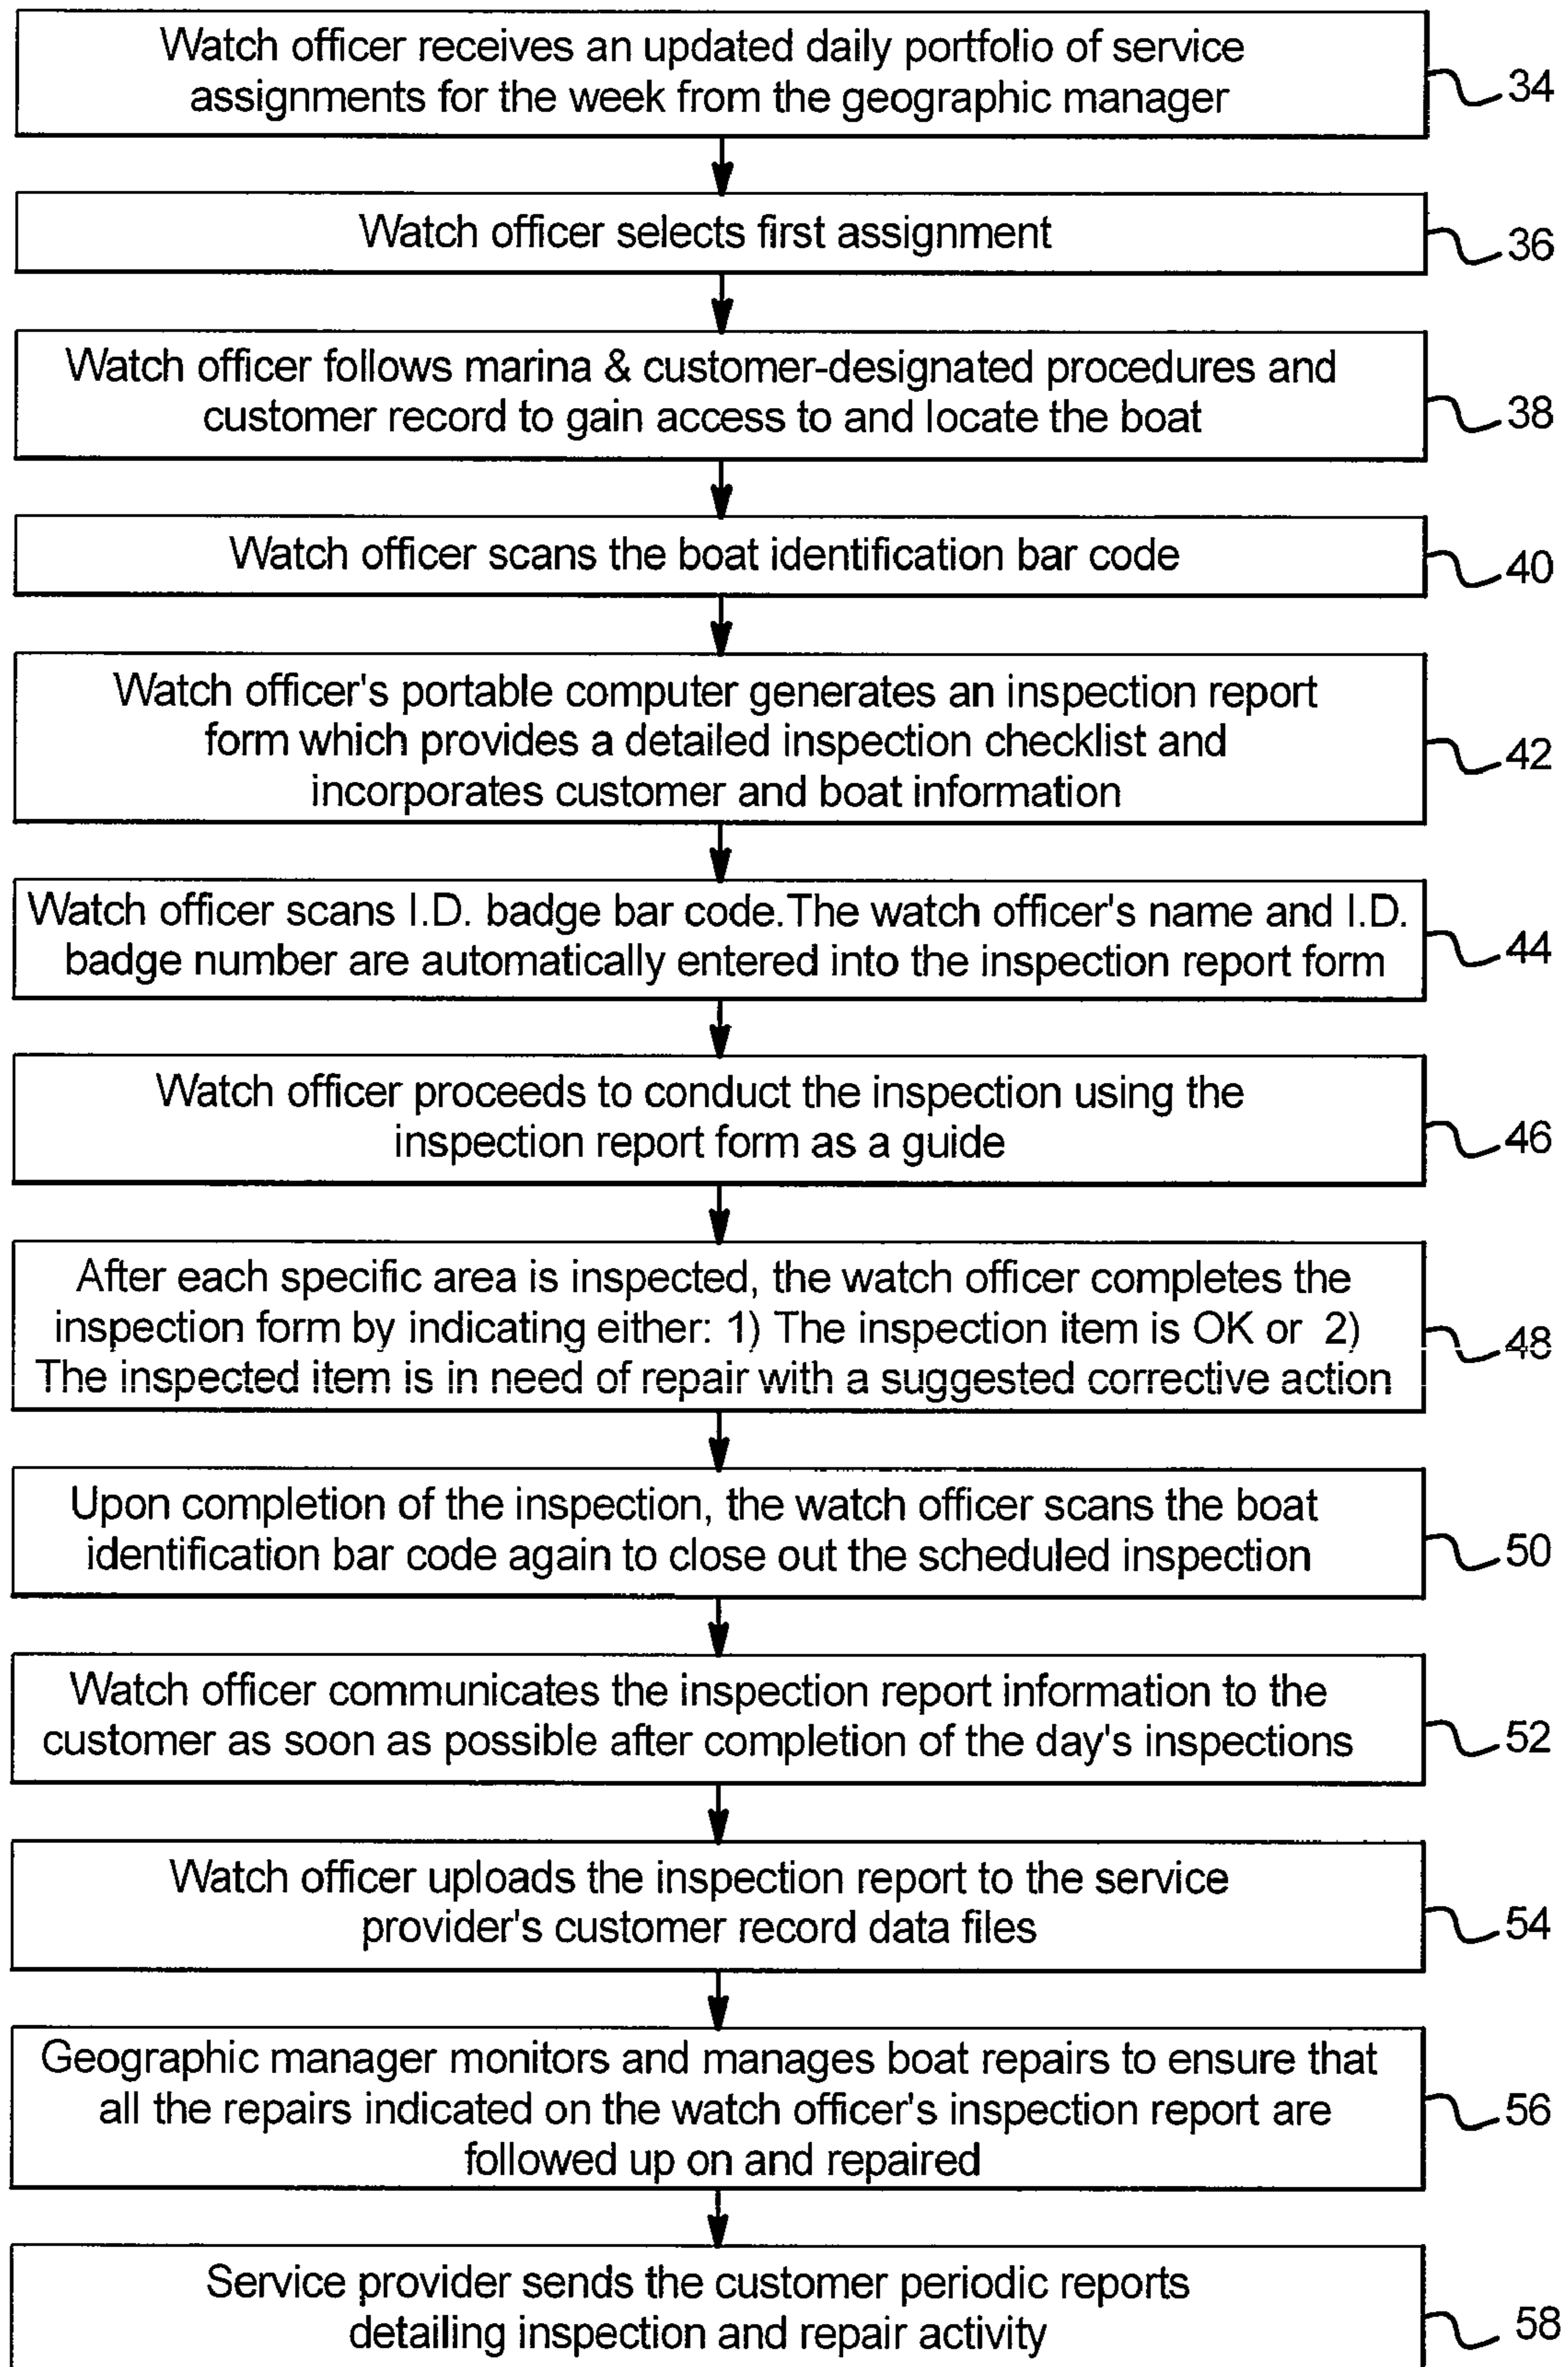 Watch officer receives an updated daily portfolio of service
assignments for the week from the geographic manager
34
Watch officer selects first assignment
36
Watch officer follows marina & customer-designated procedures and
customer record to gain access to and locate the boat
38
Watch officer scans the boat identification bar code
40
Watch officer's portable computer generates an inspection report
form which provides a detailed inspection checklist and
incorporates customer and boat information
42
Watch officer scans I.D. badge bar code.The watch officer's name and I.D.
badge number are automatically entered into the inspection report form
44
Watch officer proceeds to conduct the inspection using the
inspection report form as a guide
46
After each specific area is inspected, the watch officer completes the
inspection form by indicating either: 1) The inspection item is OK or 2)
The inspected item is in need of repair with a suggested corrective action
48
Upon completion of the inspection, the watch officer scans the boat
identification bar code again to close out the scheduled inspection
50
Watch officer communicates the inspection report information to the
customer as soon as possible after completion of the day's inspections
52
Watch officer uploads the inspection report to the service
provider's customer record data files
54
Geographic manager monitors and manages boat repairs to ensure that
all the repairs indicated on the watch officer's inspection report are
followed up on and repaired
56
Service provider sends the customer periodic reports
detailing inspection and repair activity
58